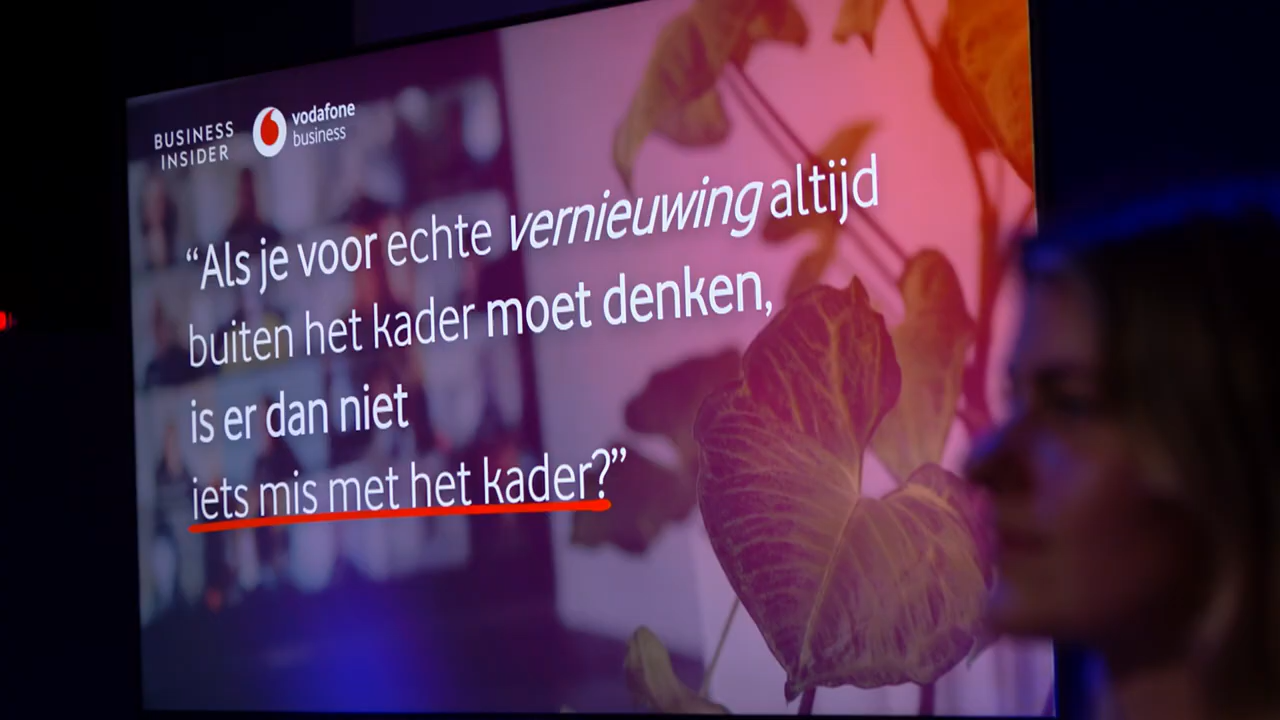 BUSINESS
INSIDER
vodafone
business
“Als je voor echte vernieuwing altijd
buiten het kader moet denken,
is er dan niet
iets mis met het kader?”